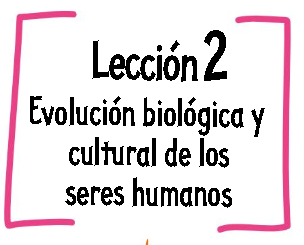 Lección 2
Evolución biológica y
cultural de los
seres humanos